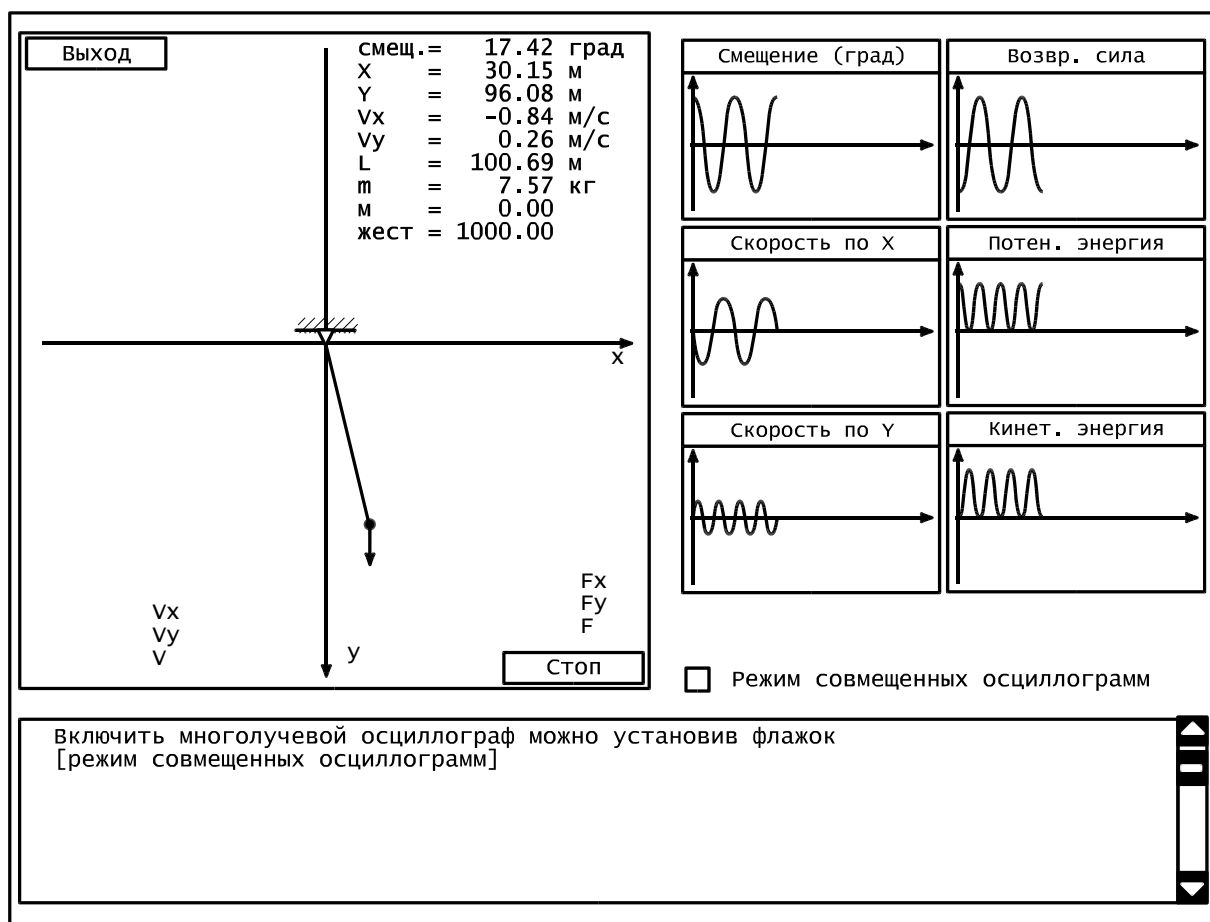 Выход
смещ.= 17.42 град
X = 30.15 м
Y = 96.08 м
Vx = -0.84 м/с
Vy = 0.26 м/с
L = 100.69 м
m = 7.57 кг
м = 0.00
жест = 1000.00
x
Fx
Fy
F
Vx
Vy
V
y
Стоп
Смещение (град)
Возвр. сила
Скорость по X
Потен. энергия
Скорость по Y
Кинет. энергия
Режим совмещенных осциллограмм
Включить многолучевой осциллограф можно установив флажок
[режим совмещенных осциллограмм]